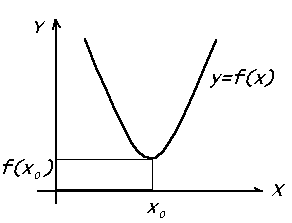 Y
y=f(x)
f(x₀)
X
x₀